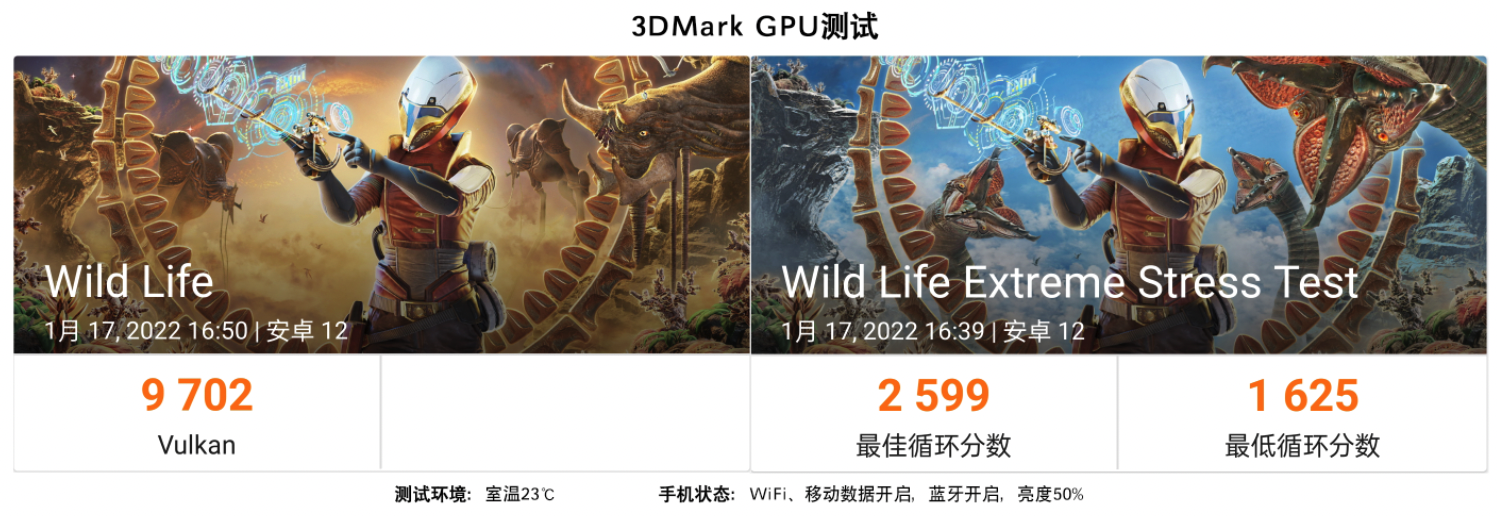 3DMark GPU测试
Wild Life
1月 17, 2022 16:50 | 安卓 12
9 702
Vulkan
Wild Life Extreme Stress Test
1月 17, 2022 16:39 | 安卓 12
2 599
最佳循环分数
1 625
最低循环分数
测试环境: 室温23℃
手机状态: WiFi、移动数据开启, 蓝牙开启, 亮度50%